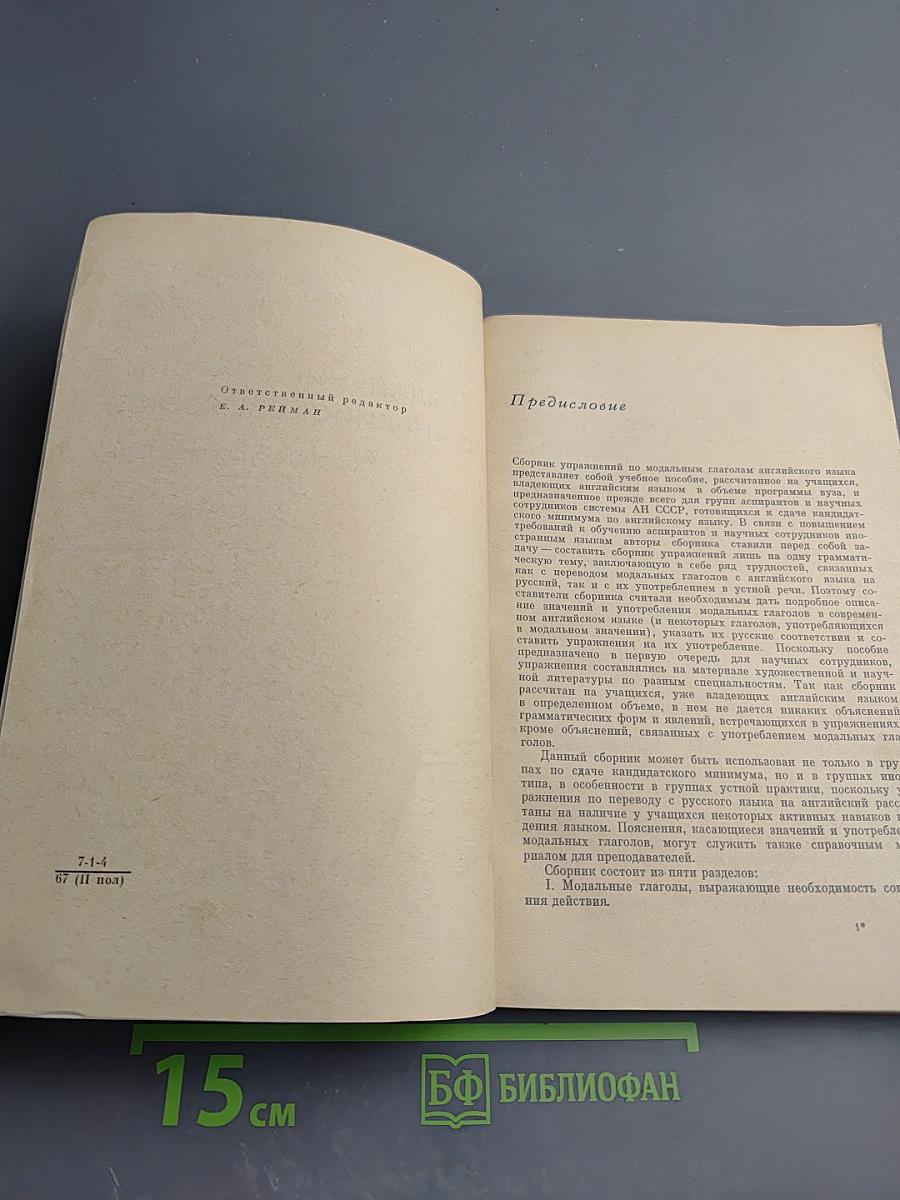 Ответственный редактор
Е. А. РЕЙМАН
7-1-4
67 (II пол)
Предисловие
Сборник упражнений по модальным глаголам английского языка
представляет собой учебное пособие, рассчитанное на учащихся,
владеющих английским языком в объеме программы вуза, и
предназначенное прежде всего для групп аспирантов и научных
сотрудников системы АН СССР, готовящихся к сдаче кандидат-
ского минимума по английскому языку. В связи с повышением
требований к обучению аспирантов и научных сотрудников ино-
странным языкам авторы сборника ставили перед собой за-
дачу — составить сборник упражнений лишь на одну граммати-
ческую тему, заключающую в себе ряд трудностей, связанных
как с переводом модальных глаголов с английского языка на
русский, так и с их употреблением в устной речи. Поэтому со-
ставители сборника считали необходимым дать подробное описа-
ние значений и употребления модальных глаголов в современ-
ном английском языке (и некоторых глаголов, употребляющихся
в модальном значении), указать их русские соответствия и со-
ставить упражнения на их употребление. Поскольку пособие
предназначено в первую очередь для научных сотрудников,
упражнения составлялись на материале художественной и науч-
ной литературы по разным специальностям. Так как сборник
рассчитан на учащихся, уже владеющих английским языком
в определенном объеме, в нем не дается никаких объяснений
грамматических форм и явлений, встречающихся в упражнениях
кроме объяснений, связанных с употреблением модальных гла
голов.
Данный сборник может быть использован не только в гру
пах по сдаче кандидатского минимума, но и в группах ино
типа, в особенности в группах устной практики, поскольку у
ражнения по переводу с русского языка на английский расс
таны на наличие у учащихся некоторых активных навыков
дения языком. Пояснения, касающиеся значений и употребле
модальных глаголов, могут служить также справочным м
риалом для преподавателей.
Сборник состоит из пяти разделов:
I. Модальные глаголы, выражающие необходимость сов
ния действия.
1*
15 см
БФ БИБЛИОФАН